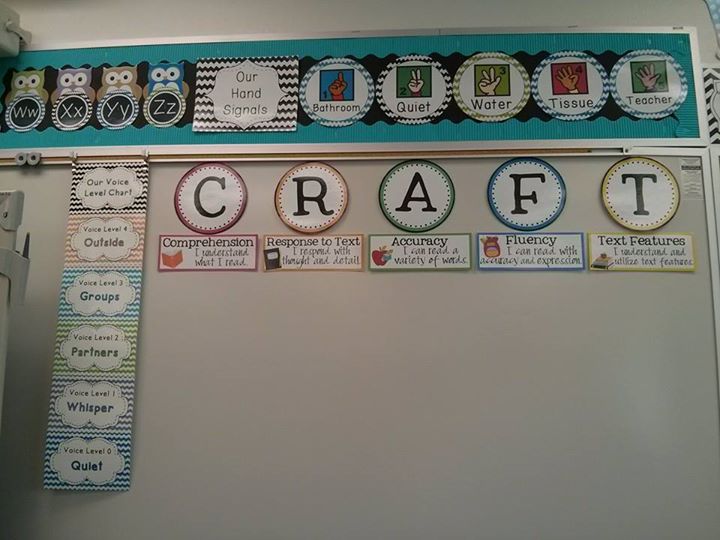 Ww Xx Yy Zz
Our
Hand
Signals
1
Bathroom
2
Quiet
3
Water
4
Tissue
5
Teacher
Our Voice
Level Chart
Voice Level 4
Outside
Voice Level 3
Groups
Voice Level 2
Partners
Voice Level 1
Whisper
Voice Level 0
Quiet
C R A F T
Comprehension
I understand
what I read.
Response to Text
I respond with
thought and detail.
Accuracy
I can read a
variety of words.
Fluency
I can read with
accuracy and expression.
Text Features
I understand and
utilize text features.